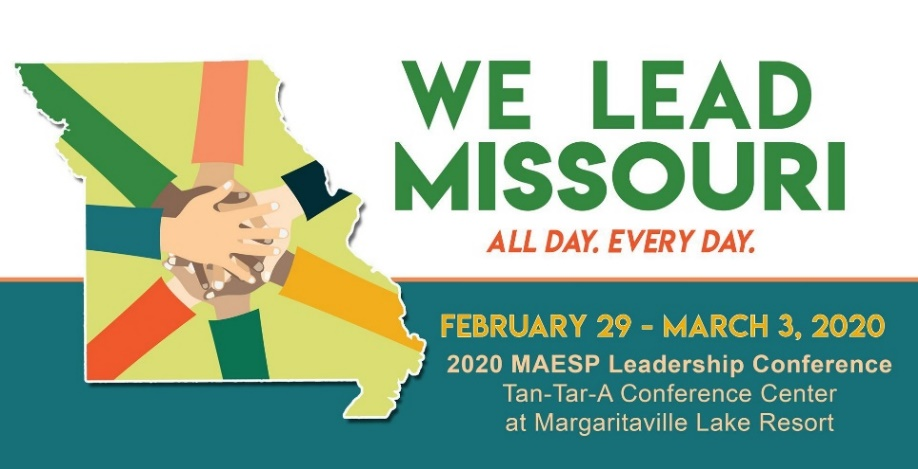 WE LEAD
MISSOURI
ALL DAY. EVERY DAY.
FEBRUARY 29 - MARCH 3, 2020
2020 MAESP Leadership Conference
Tan-Tar-A Conference Center
at Margaritaville Lake Resort